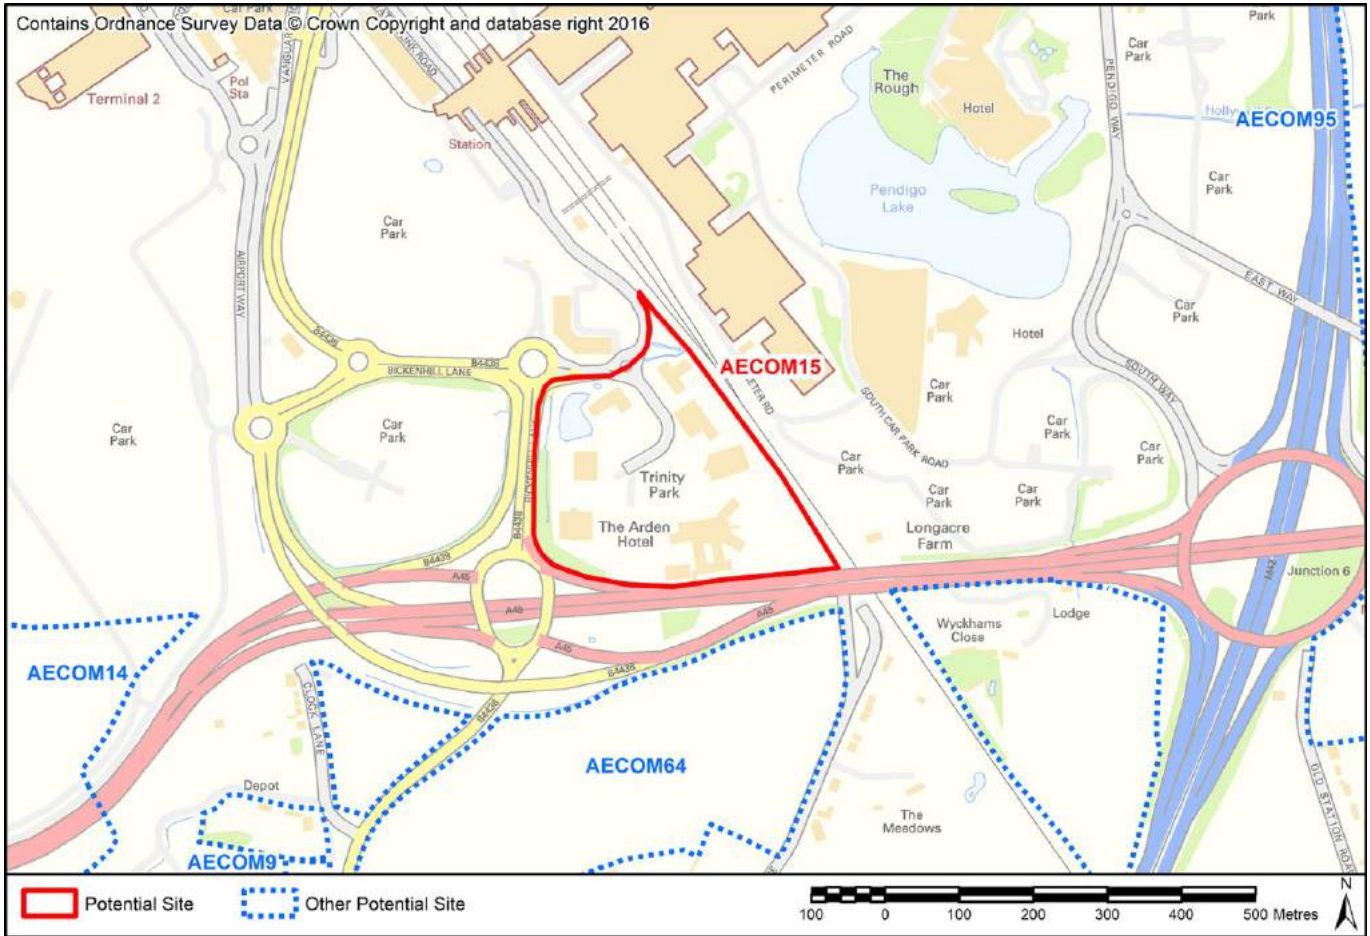 Contains Ordnance Survey Data © Crown Copyright and database right 2016
Car Park
Park
Car
Park
Terminal 2
Pol
Sta
LINK ROAD
PERIMETER ROAD
The
Rough
Hotel
PENDIGO WAY
AECOM95
Station
Car
Park
Pendigo
Lake
Car
Park
AIRPORT WAY
B4438
EAST WAY
Car
Park
Hotel
B4438
BICKENHILL LANE
B4438
AECOM15
SOUTH WAY
Car
Park
Car
Park
Car
Park
SOUTH CAR PARK ROAD
Car
Park
Car
Park
Car
Park
Car
Park
Car
Park
Trinity
Park
B4438
The Arden
Hotel
Longacre
Farm
B4438
A45
A45
A45
A45
M42
Junction 6
Lodge
Wyckhams
Close
B4438
AECOM14
CLOCK LANE
B4438
AECOM64
Depot
The
Meadows
OLD STATION ROAD
AECOM9
Potential Site
Other Potential Site
100 0 100 200 300 400 500 Metres
N